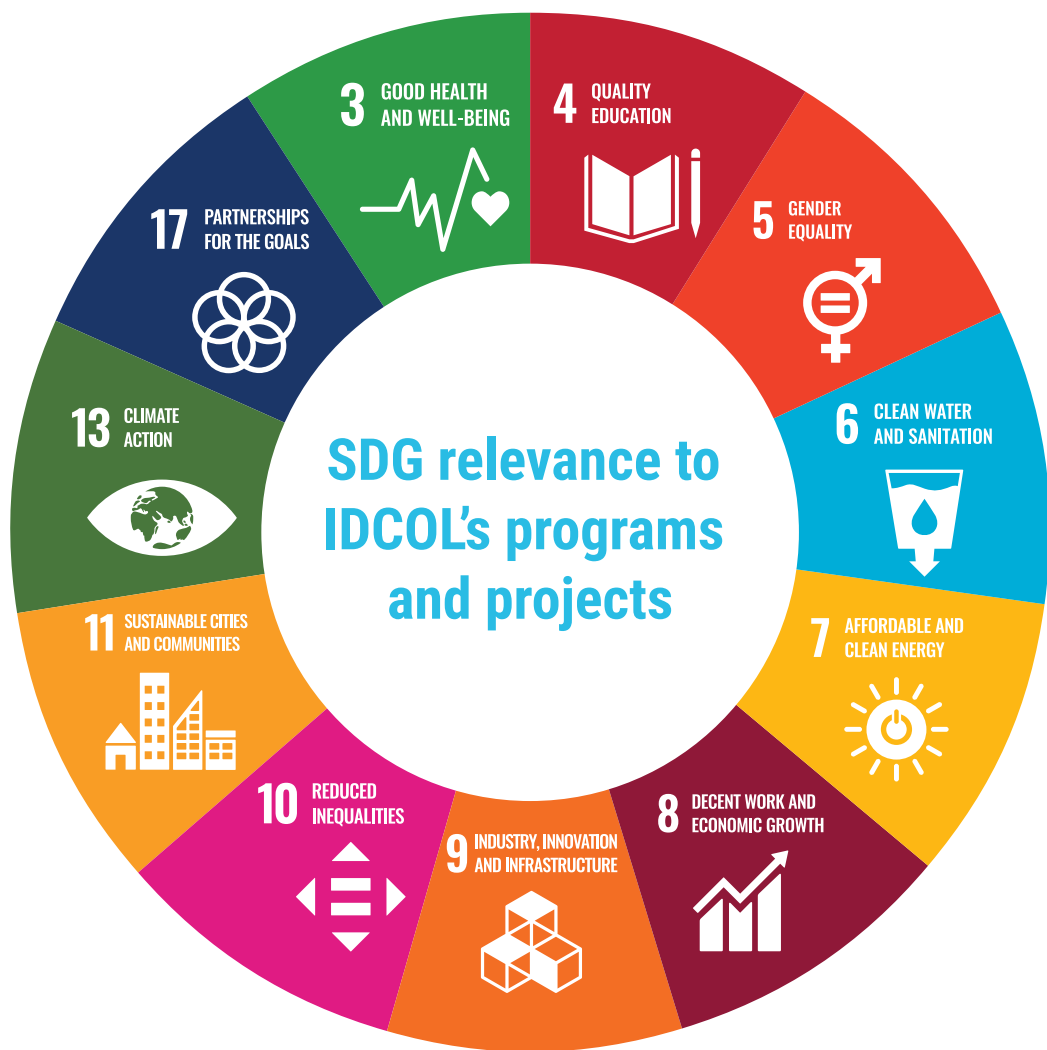 SDG relevance to
IDCOL's programs
and projects
3 GOOD HEALTH
AND WELL-BEING
4 QUALITY
EDUCATION
5 GENDER
EQUALITY
6 CLEAN WATER
AND SANITATION
7 AFFORDABLE AND
CLEAN ENERGY
8 DECENT WORK AND
ECONOMIC GROWTH
9 INDUSTRY, INNOVATION
AND INFRASTRUCTURE
10 REDUCED
INEQUALITIES
11 SUSTAINABLE CITIES
AND COMMUNITIES
13 CLIMATE
ACTION
17 PARTNERSHIPS
FOR THE GOALS